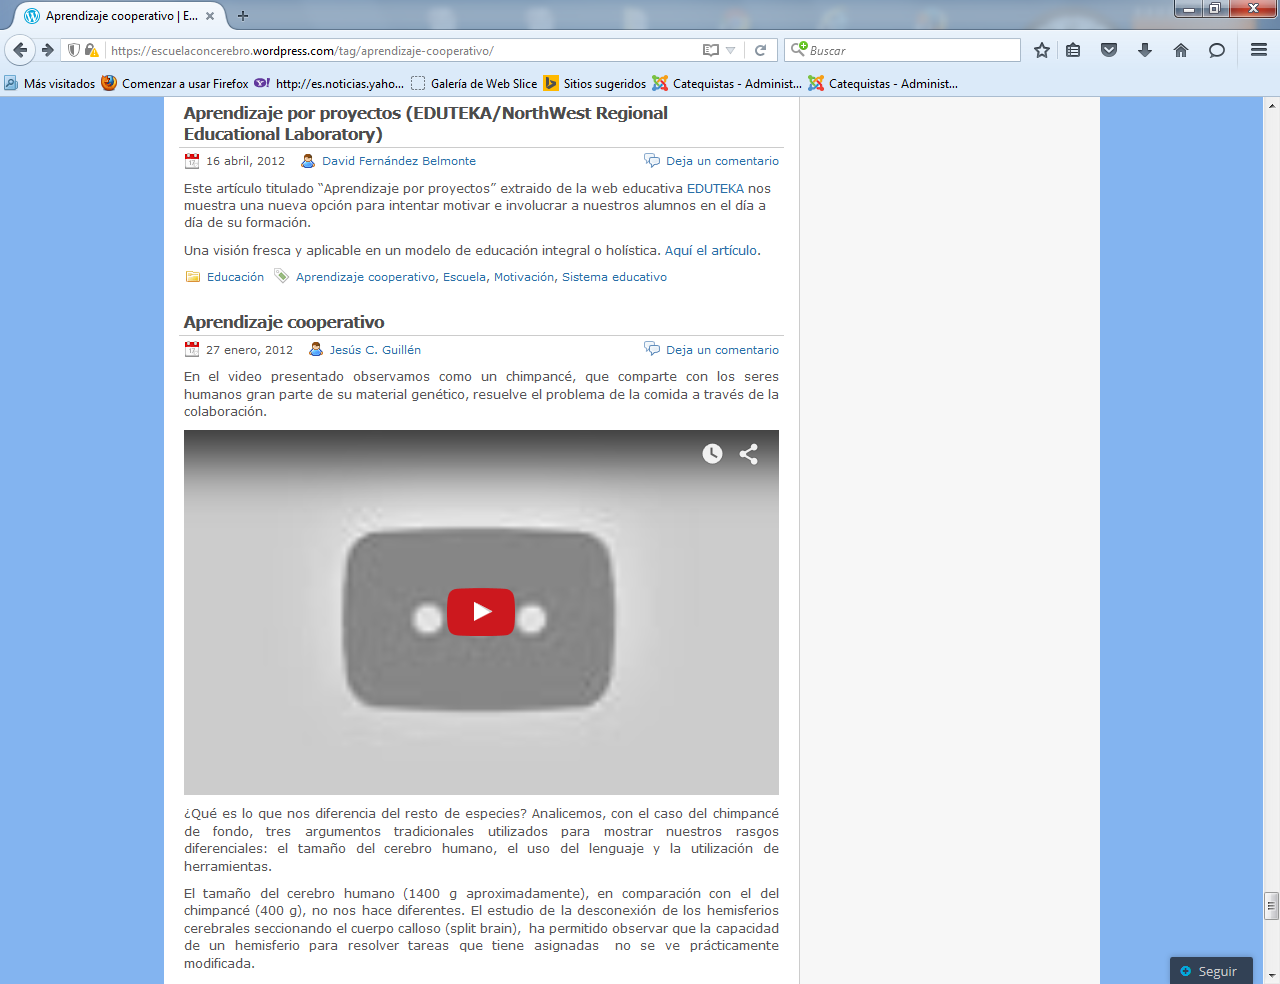 Aprendizaje cooperativo | E...
https://escuelaconcerebro.wordpress.com/tag/aprendizaje-cooperativo/
Buscar
Más visitados
Comenzar a usar Firefox
http://es.noticias.yaho...
Galería de Web Slice
Sitios sugeridos
Catequistas - Administ...
Catequistas - Administ...
Aprendizaje por proyectos (EDUTEKA/NorthWest Regional
Educational Laboratory)
16 abril, 2012 David Fernández Belmonte Deja un comentario
Este artículo titulado “Aprendizaje por proyectos” extraido de la web educativa EDUTEKA nos
muestra una nueva opción para intentar motivar e involucrar a nuestros alumnos en el día a
día de su formación.
Una visión fresca y aplicable en un modelo de educación integral o holística. Aquí el artículo.
Educación Aprendizaje cooperativo, Escuela, Motivación, Sistema educativo
Aprendizaje cooperativo
27 enero, 2012 Jesús C. Guillén Deja un comentario
En el video presentado observamos como un chimpancé, que comparte con los seres
humanos gran parte de su material genético, resuelve el problema de la comida a través de la
colaboración.
¿Qué es lo que nos diferencia del resto de especies? Analicemos, con el caso del chimpancé
de fondo, tres argumentos tradicionales utilizados para mostrar nuestros rasgos
diferenciales: el tamaño del cerebro humano, el uso del lenguaje y la utilización de
herramientas.
El tamaño del cerebro humano (1400 g aproximadamente), en comparación con el del
chimpancé (400 g), no nos hace diferentes. El estudio de la desconexión de los hemisferios
cerebrales seccionando el cuerpo calloso (split brain), ha permitido observar que la capacidad
de un hemisferio para resolver tareas que tiene asignadas no se ve prácticamente
modificada.
Seguir